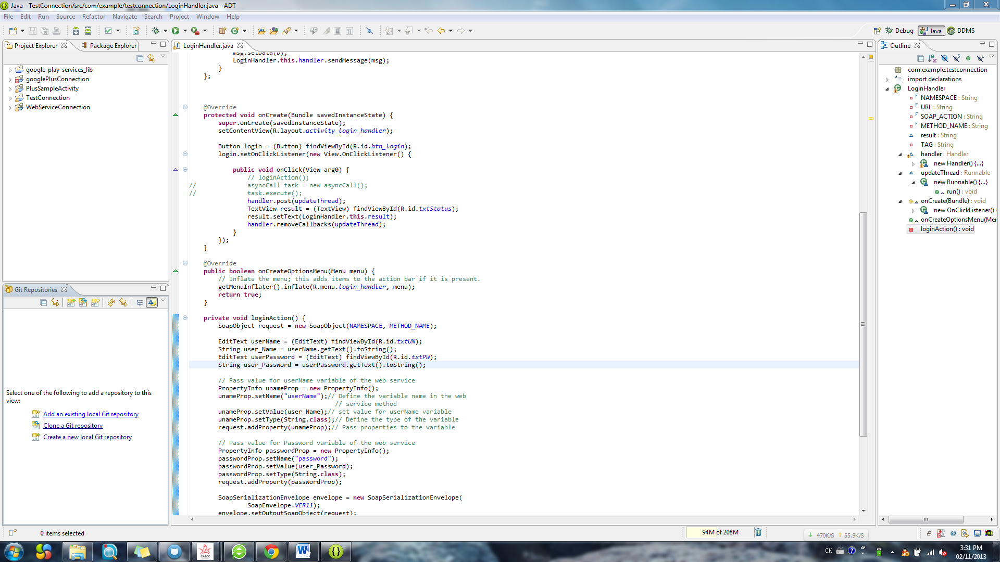 Java - TestConnection/src/com/example/testconnection/LoginHandler.java - ADT
File Edit Run Source Refactor Navigate Search Project Window Help
Debug Java DDMS
Project Explorer Package Explorer
google-play-services_lib
googlePlusConnection
PlusSampleActivity
TestConnection
WebServiceConnection
Git Repositories
Select one of the following to add a repository to this
view:
Add an existing local Git repository
Clone a Git repository
Create a new local Git repository
LoginHandler.java
msg.setData(b);
LoginHandler.this.handler.sendMessage(msg);
}
};
@Override
protected void onCreate(Bundle savedInstanceState) {
super.onCreate(savedInstanceState);
setContentView(R.layout.activity_login_handler);
Button login = (Button) findViewById(R.id.btn_login);
login.setOnClickListener(new View.OnClickListener() {
public void onClick(View arg0) {
// loginAction();
// asyncCall task = new asyncCall();
// task.execute();
handler.post(updateThread);
TextView result = (TextView) findViewById(R.id.txtStatus);
result.setText(LoginHandler.this.result);
handler.removeCallbacks(updateThread);
}
});
}
@Override
public boolean onCreateOptionsMenu(Menu menu) {
// Inflate the menu; this adds items to the action bar if it is present.
getMenuInflater().inflate(R.menu.login_handler, menu);
return true;
}
private void loginAction() {
SoapObject request = new SoapObject(NAMESPACE, METHOD_NAME);
EditText userName = (EditText) findViewById(R.id.txtUN);
String user_Name = userName.getText().toString();
EditText userPassword = (EditText) findViewById(R.id.txtPW);
String user_Password = userPassword.getText().toString();
// Pass value for userName variable of the web service
PropertyInfo unameProp = new PropertyInfo();
unameProp.setName("userName");// Define the variable name in the web
// service method
unameProp.setValue(user_Name);// set value for userName variable
unameProp.setType(String.class);// Define the type of the variable
request.addProperty(unameProp);// Pass properties to the variable
// Pass value for Password variable of the web service
PropertyInfo passwordProp = new PropertyInfo();
passwordProp.setName("password");
passwordProp.setValue(user_Password);
passwordProp.setType(String.class);
request.addProperty(passwordProp);
SoapSerializationEnvelope envelope = new SoapSerializationEnvelope(
SoapEnvelope.VER11);
envelope.setOutputSoapObject(request);
Outline
com.example.testconnection
import declarations
LoginHandler
NAMESPACE : String
URL : String
SOAP_ACTION : String
METHOD_NAME : String
result : String
TAG : String
handler : Handler
new Handler() {...}
updateThread : Runnable
new Runnable() {...}
run() : void
onCreate(Bundle) : void
new OnClickListener()
onCreateOptionsMenu(Mer
loginAction() : void
0 items selected
94M of 208M
470K/S 55.9K/S
CASCC
CH
3:31 PM
02/11/2013